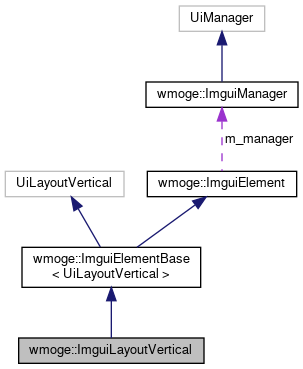 UiManager
wmoge::ImguiManager
m_manager
UiLayoutVertical
wmoge::ImguiElement
wmoge::ImguiElementBase
< UiLayoutVertical >
wmoge::ImguiLayoutVertical